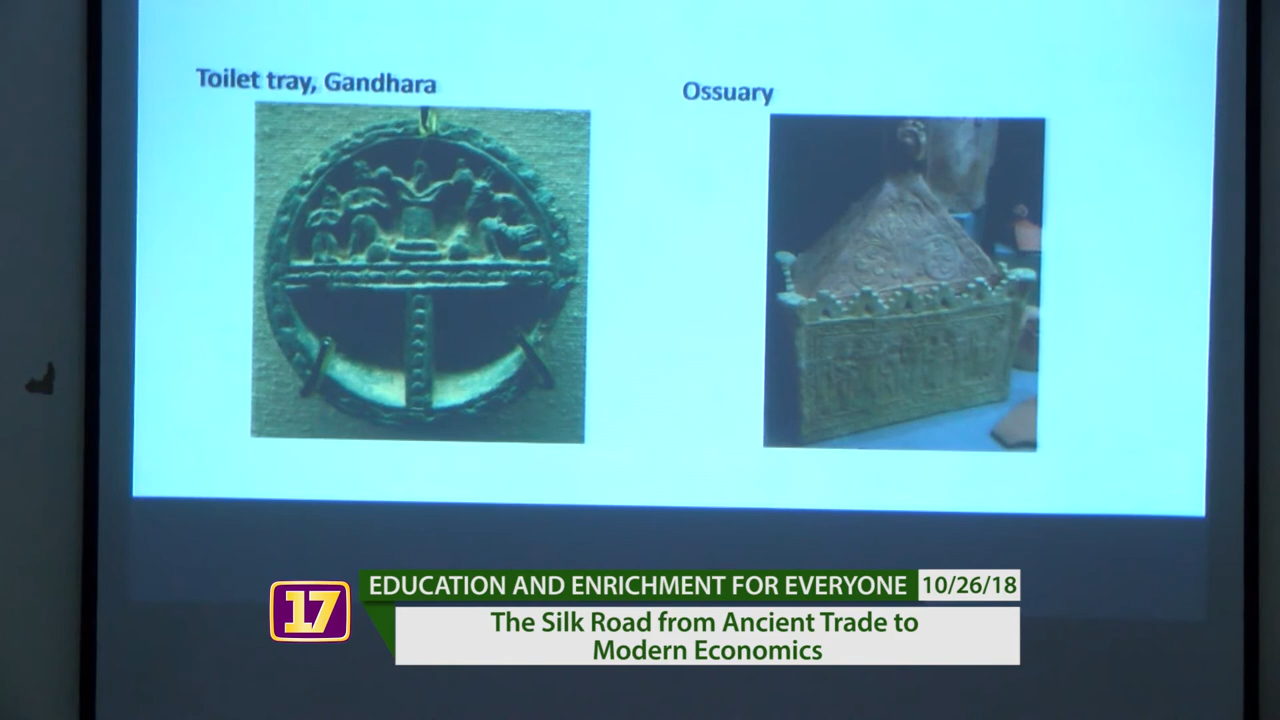 Toilet tray, Gandhara
Ossuary
17
EDUCATION AND ENRICHMENT FOR EVERYONE
10/26/18
The Silk Road from Ancient Trade to
Modern Economics